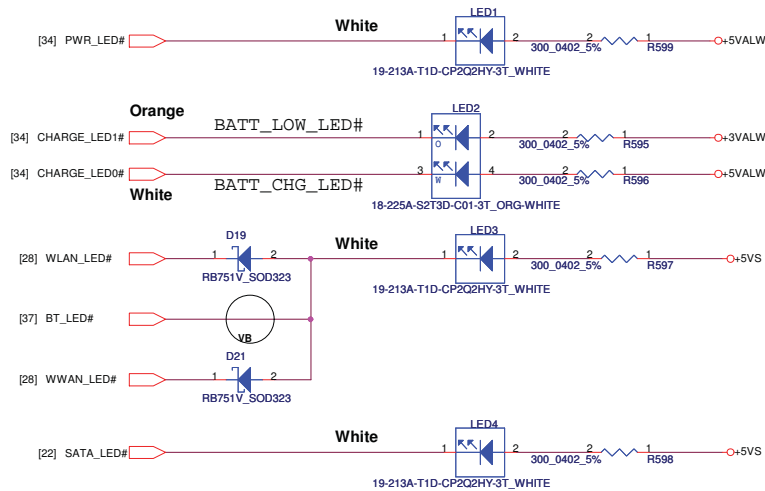 LED1
White
[34] PWR_LED# 1 2 2 1 +5VALW
300_0402_5% R599
19-213A-T1D-CP2Q2HY-3T_WHITE
Orange
LED2
BATT_LOW_LED#
[34] CHARGE_LED1# 1 2 2 1 +3VALW
O 300_0402_5% R595
[34] CHARGE_LED0# 3 4 2 1 +5VALW
W 300_0402_5% R596
White BATT_CHG_LED#
18-225A-S2T3D-C01-3T_ORG-WHITE
D19 White LED3
[28] WLAN_LED# 1 2 1 2 2 1 +5VS
300_0402_5% R597
RB751V_SOD323
19-213A-T1D-CP2Q2HY-3T_WHITE
[37] BT_LED#
VB
D21
[28] WWAN_LED# 1 2
RB751V_SOD323
LED4
White
[22] SATA_LED# 1 2 2 1 +5VS
300_0402_5% R598
19-213A-T1D-CP2Q2HY-3T_WHITE